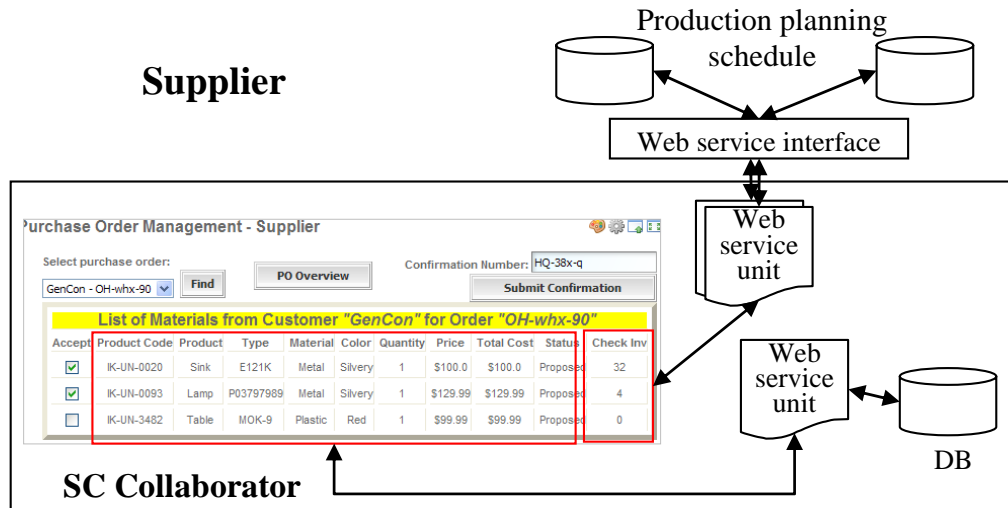 Production planning
schedule
Supplier
Web service interface
Purchase Order Management - Supplier
Web
service
unit
Select purchase order:
GenCon - OH-whx-90
Find
PO Overview
Confirmation Number: HQ-38x-q
Submit Confirmation
List of Materials from Customer "GenCon" for Order "OH-whx-90"
Accept Product Code Product Type Material Color Quantity Price Total Cost Status Check Inv
IK-UN-0020 Sink E121K Metal Silvery 1 $100.0 $100.0 Proposed 32
IK-UN-0093 Lamp P03797989 Metal Silvery 1 $129.99 $129.99 Proposed 4
IK-UN-3482 Table MOK-9 Plastic Red 1 $99.99 $99.99 Proposed 0
Web
service
unit
DB
SC Collaborator